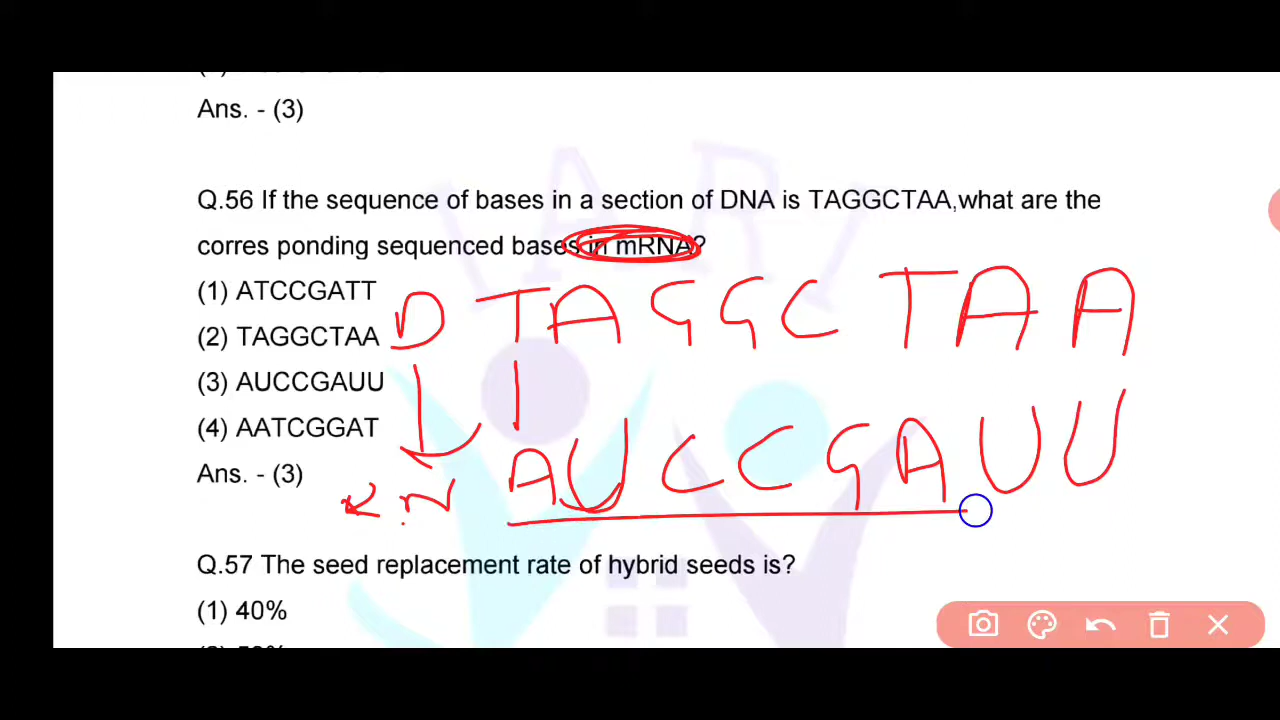 Ans. - (3)
Q.56 If the sequence of bases in a section of DNA is TAGGCTAA,what are the
corres ponding sequenced bases in mRNA?
(1) ATCCGATT
(2) TAGGCTAA
(3) AUCCGAUU
(4) AATCGGAT
Ans. - (3)
D TAGGCTAA
AUCCGAUU
Q.57 The seed replacement rate of hybrid seeds is?
(1) 40%